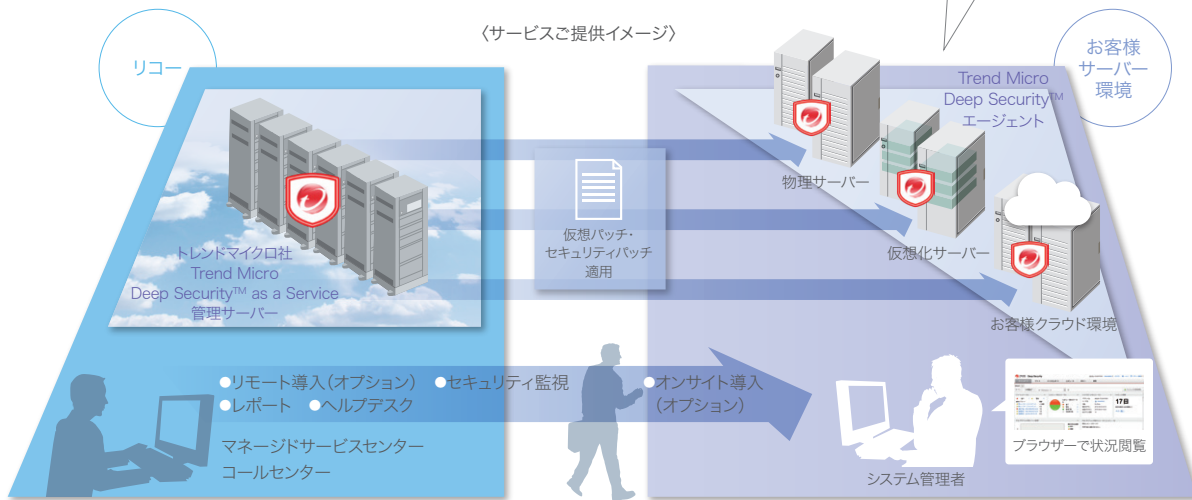 〈サービスご提供イメージ〉
リコー
お客様
サーバー
環境
Trend Micro
Deep Security™
エージェント
物理サーバー
仮想パッチ・
セキュリティパッチ
適用
仮想化サーバー
トレンドマイクロ社
Trend Micro
Deep Security™ as a Service
管理サーバー
お客様クラウド環境
●リモート導入(オプション) ●セキュリティ監視
●レポート ●ヘルプデスク
●オンサイト導入
(オプション)
マネージドサービスセンター
コールセンター
システム管理者
17日
ブラウザーで状況閲覧